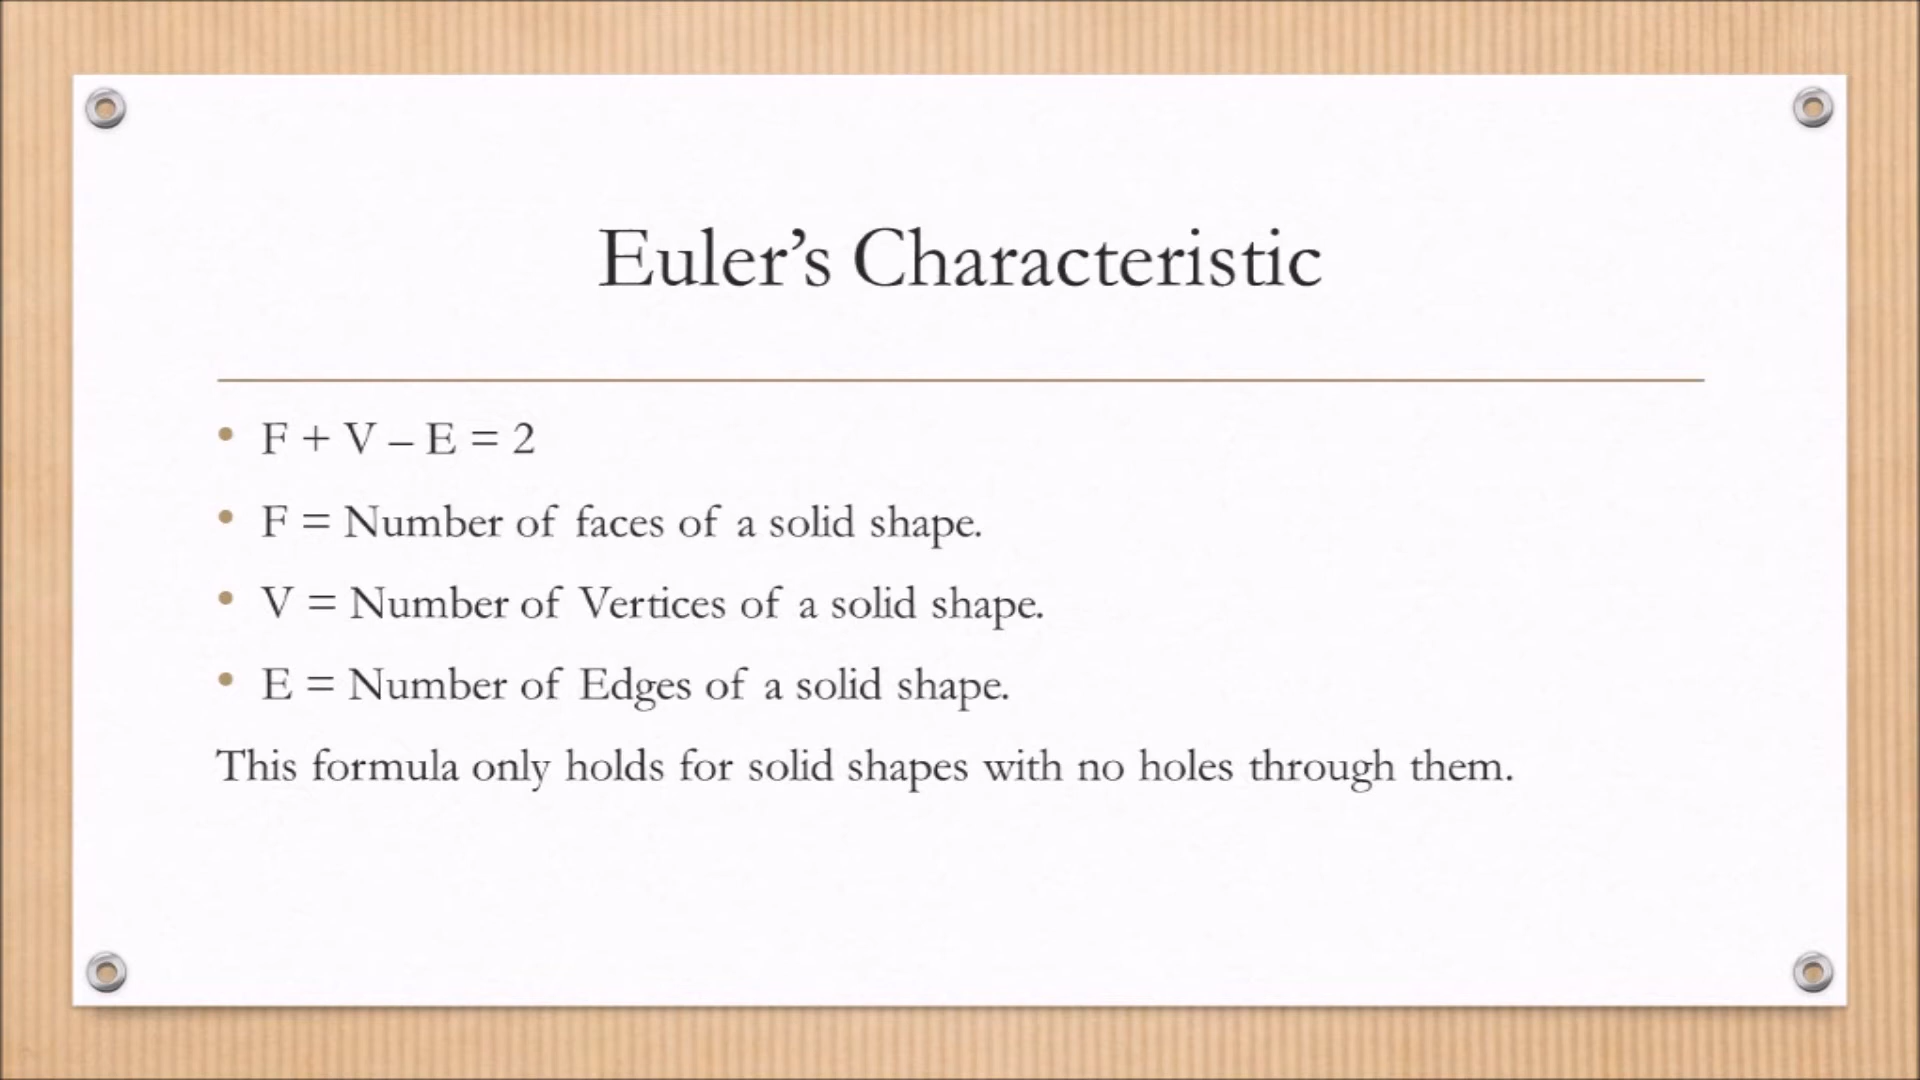 Euler’s Characteristic
• F + V – E = 2
• F = Number of faces of a solid shape.
• V = Number of Vertices of a solid shape.
• E = Number of Edges of a solid shape.
This formula only holds for solid shapes with no holes through them.